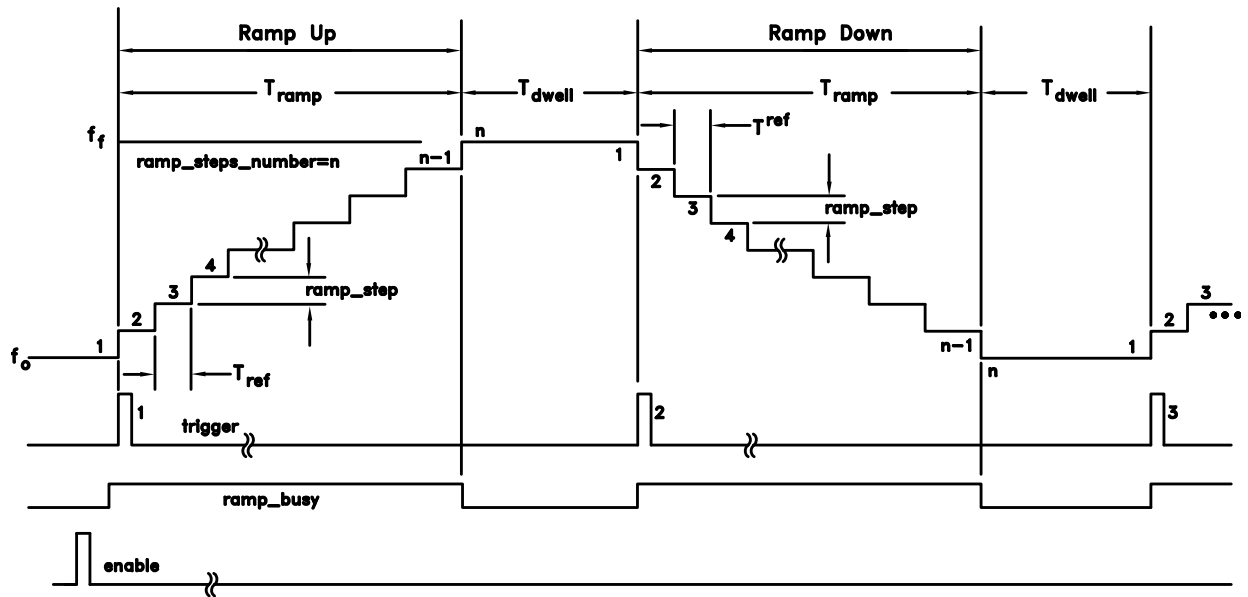 Ramp Up
Ramp Down
T ramp
T dwell
T ramp
T dwell
f f
n
T ref
ramp_steps_number=n
n-1
1
2
3
ramp_step
4
4
3
ramp_step
3
2
2
1
n-1
1
f o
n
T ref
1
trigger
2
3
ramp_busy
enable